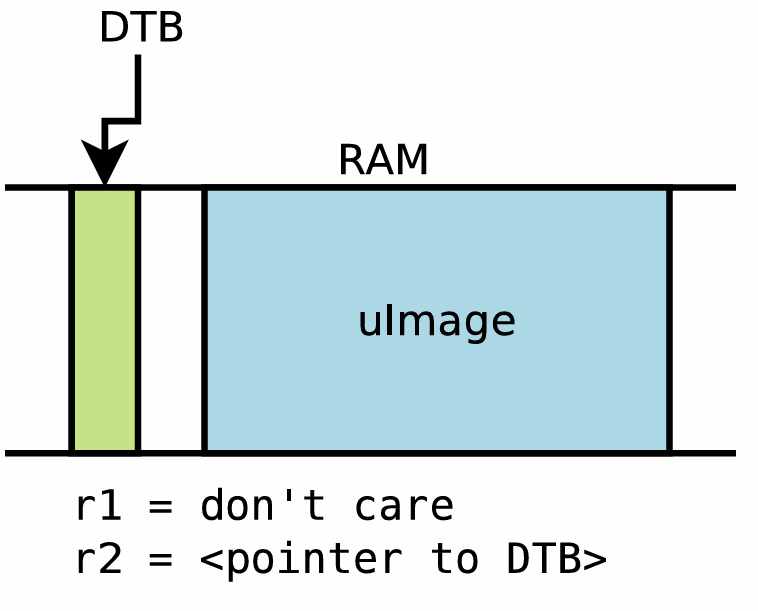 DTB
RAM
uImage
r1 = don't care
r2 = <pointer to DTB>